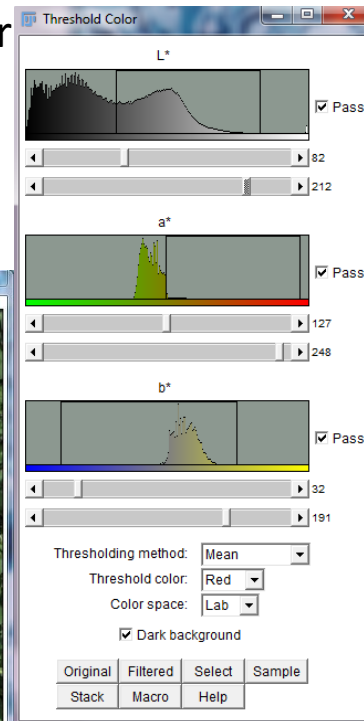 r
Threshold Color
L*
Pass
82
212
a*
Pass
127
248
b*
Pass
32
191
Thresholding method: Mean
Threshold color: Red
Color space: Lab
Dark background
Original Filtered Select Sample
Stack Macro Help